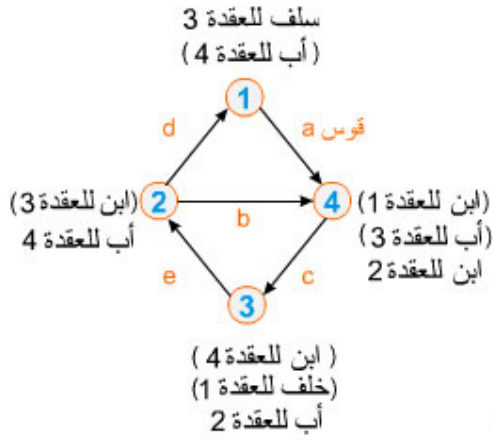 سلف للعقدة 3
(أب للعقدة 4)
1
d
قوس a
(ابن للعقدة 3)
أب للعقدة 4
2
b
4
(ابن للعقدة 1)
(أب للعقدة 3)
ابن للعقدة 2
e
c
3
(ابن للعقدة 4)
(خلف للعقدة 1)
أب للعقدة 2